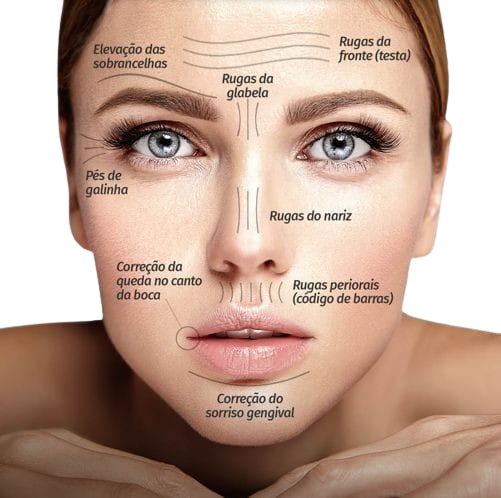 Elevação das
sobrancelhas
Rugas da
fronte (testa)
Rugas da
glabela
Pés de
galinha
Rugas do nariz
Correção da
queda no canto
da boca
Rugas periorais
(código de barras)
Correção do
sorriso gengival